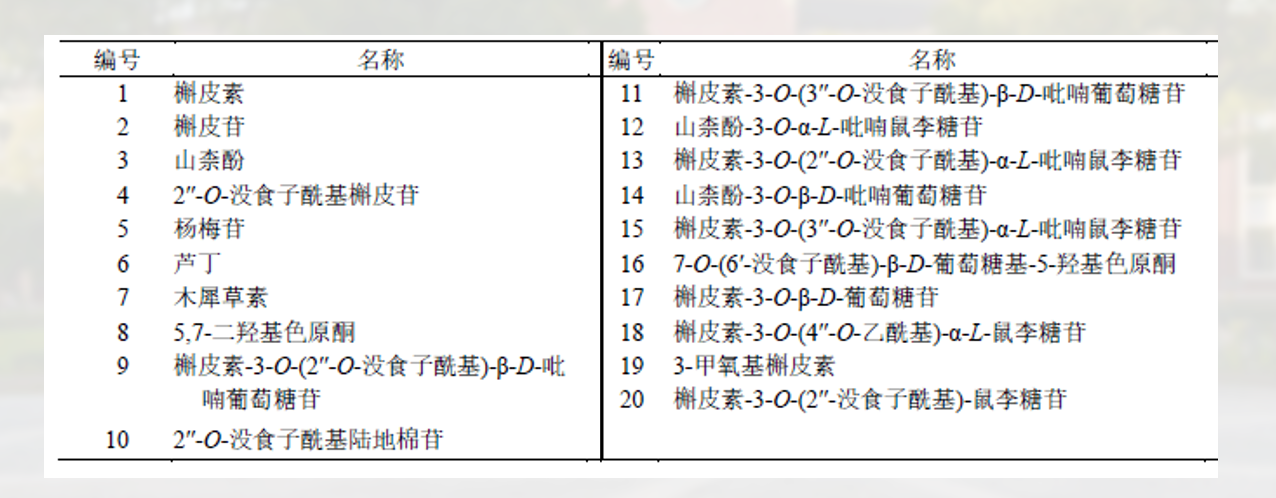 编号 名称 编号 名称
1 槲皮素 11 槲皮素-3-O-(3″-O-没食子酰基)-β-D-吡喃葡萄糖苷
2 槲皮苷 12 山柰酚-3-O-α-L-吡喃鼠李糖苷
3 山柰酚 13 槲皮素-3-O-(2″-O-没食子酰基)-α-L-吡喃鼠李糖苷
4 2″-O-没食子酰基槲皮苷 14 山柰酚-3-O-β-D-吡喃葡萄糖苷
5 杨梅苷 15 槲皮素-3-O-(3″-O-没食子酰基)-α-L-吡喃鼠李糖苷
6 芦丁 16 7-O-(6′-没食子酰基)-β-D-葡萄糖基-5-羟基色原酮
7 木犀草素 17 槲皮素-3-O-β-D-葡萄糖苷
8 5,7-二羟基色原酮 18 槲皮素-3-O-(4″-O-乙酰基)-α-L-鼠李糖苷
9 槲皮素-3-O-(2″-O-没食子酰基)-β-D-吡 19 3-甲氧基槲皮素
喃葡萄糖苷 20 槲皮素-3-O-(2″-没食子酰基)-鼠李糖苷
10 2″-O-没食子酰基陆地棉苷